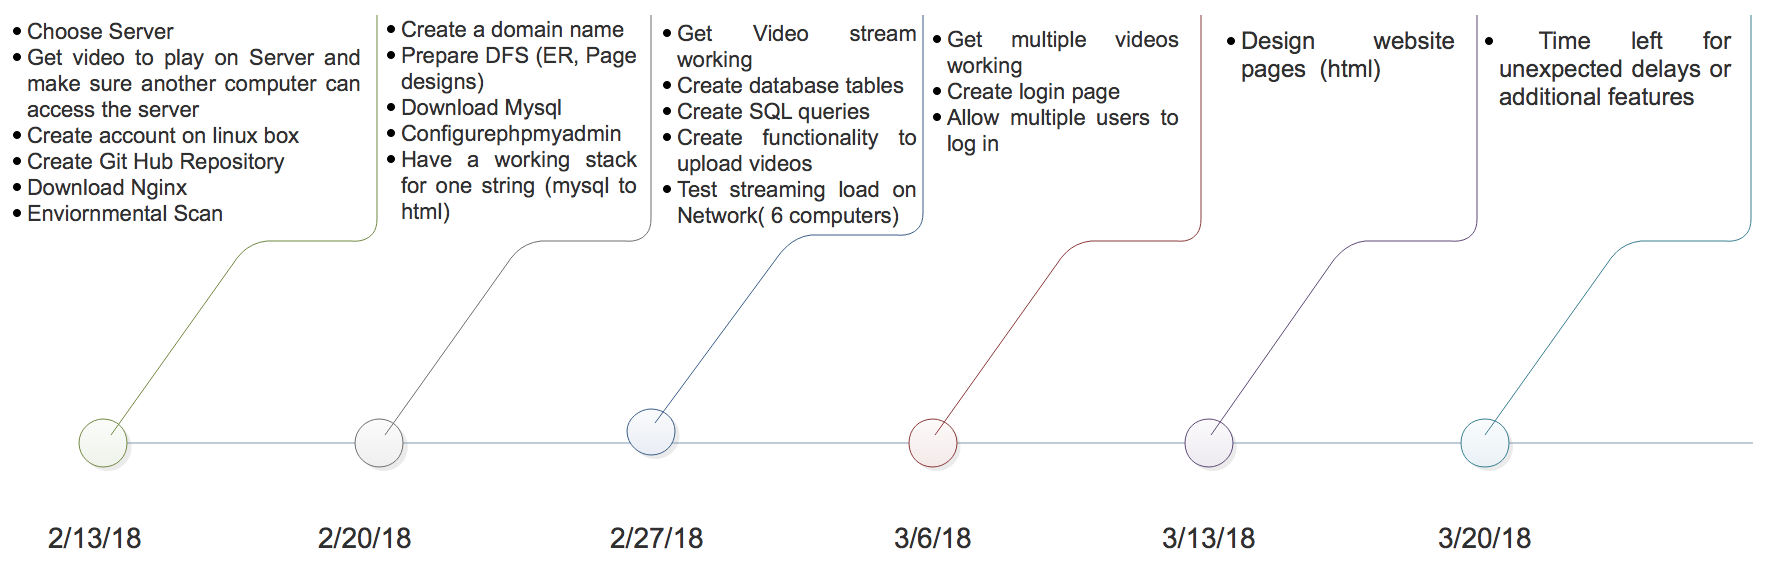 • Choose Server
• Get video to play on Server and
make sure another computer can
access the server
• Create account on linux box
• Create Git Hub Repository
• Download Nginx
• Enviornmental Scan
• Create a domain name
• Prepare DFS (ER, Page
designs)
• Download Mysql
• Configurephpmyadmin
• Have a working stack
for one string (mysql to
html)
• Get Video stream
working
• Create database tables
• Create SQL queries
• Create functionality to
upload videos
• Test streaming load on
Network( 6 computers)
• Get multiple videos
working
• Create login page
• Allow multiple users to
log in
• Design website
pages (html)
• Time left for
unexpected delays or
additional features
2/13/18
2/20/18
2/27/18
3/6/18
3/13/18
3/20/18